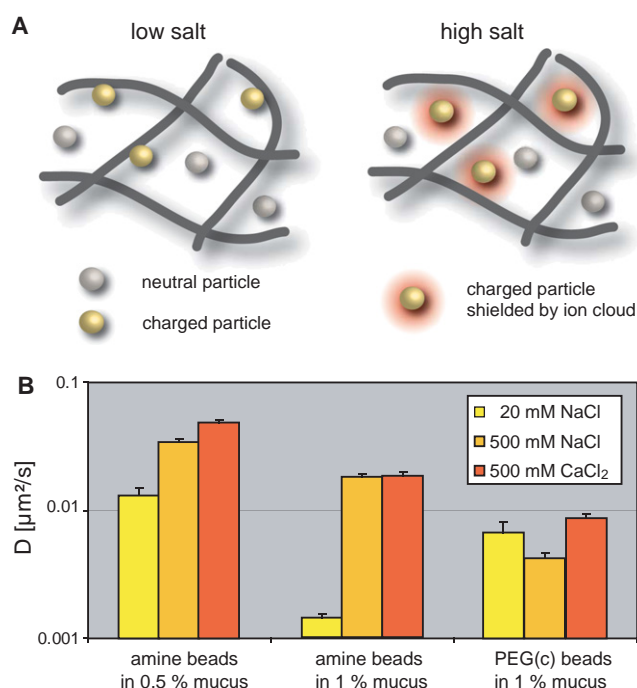 A
low salt
high salt
neutral particle
charged particle
charged particle
shielded by ion cloud
B
0.1
0.01
0.001
D [µm²/s]
20 mM NaCl
500 mM NaCl
500 mM CaCl₂
amine beads
in 0.5 % mucus
amine beads
in 1 % mucus
PEG(c) beads
in 1 % mucus